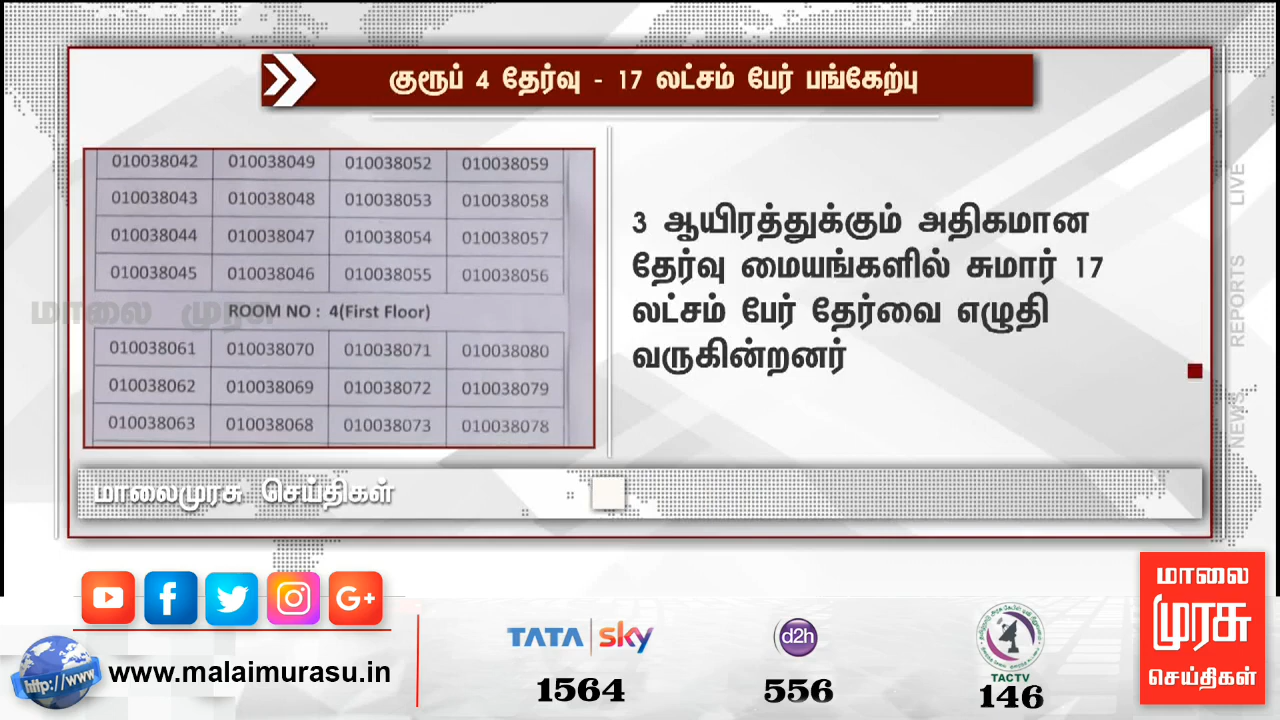 குரூப் 4 தேர்வு - 17 லட்சம் பேர் பங்கேற்பு
010038042 010038049 010038052 010038059
010038043 010038048 010038053 010038058
010038044 010038047 010038054 010038057
010038045 010038046 010038055 010038056
ROOM NO : 4(First Floor)
010038061 010038070 010038071 010038080
010038062 010038069 010038072 010038079
010038063 010038068 010038073 010038078
மாலை முரசு
3 ஆயிரத்துக்கும் அதிகமான
தேர்வு மையங்களில் சுமார் 17
லட்சம் பேர் தேர்வை எழுதி
வருகின்றனர்
NEWS REPORTS LIVE
மாலைமுரசு செய்திகள்
http://www
www.malaimurasu.in
TATA sky
1564
d2h
556
TACTV
146
மாலை
முரசு
செய்திகள்